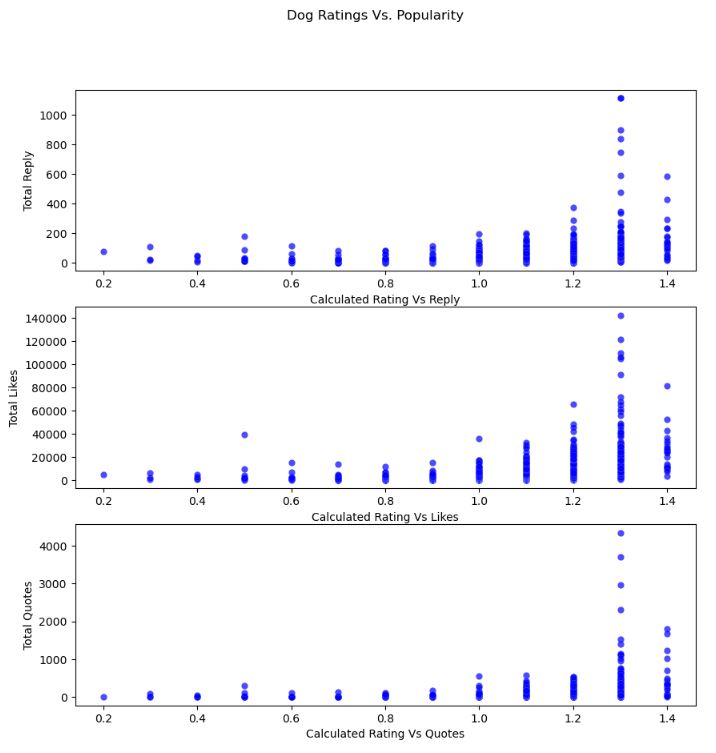 Dog Ratings Vs. Popularity
1000
800
600
400
200
0
Total Reply
0.2 0.4 0.6 0.8 1.0 1.2 1.4
Calculated Rating Vs Reply
140000
120000
100000
80000
60000
40000
20000
0
Total Likes
0.2 0.4 0.6 0.8 1.0 1.2 1.4
Calculated Rating Vs Likes
4000
3000
2000
1000
0
Total Quotes
0.2 0.4 0.6 0.8 1.0 1.2 1.4
Calculated Rating Vs Quotes